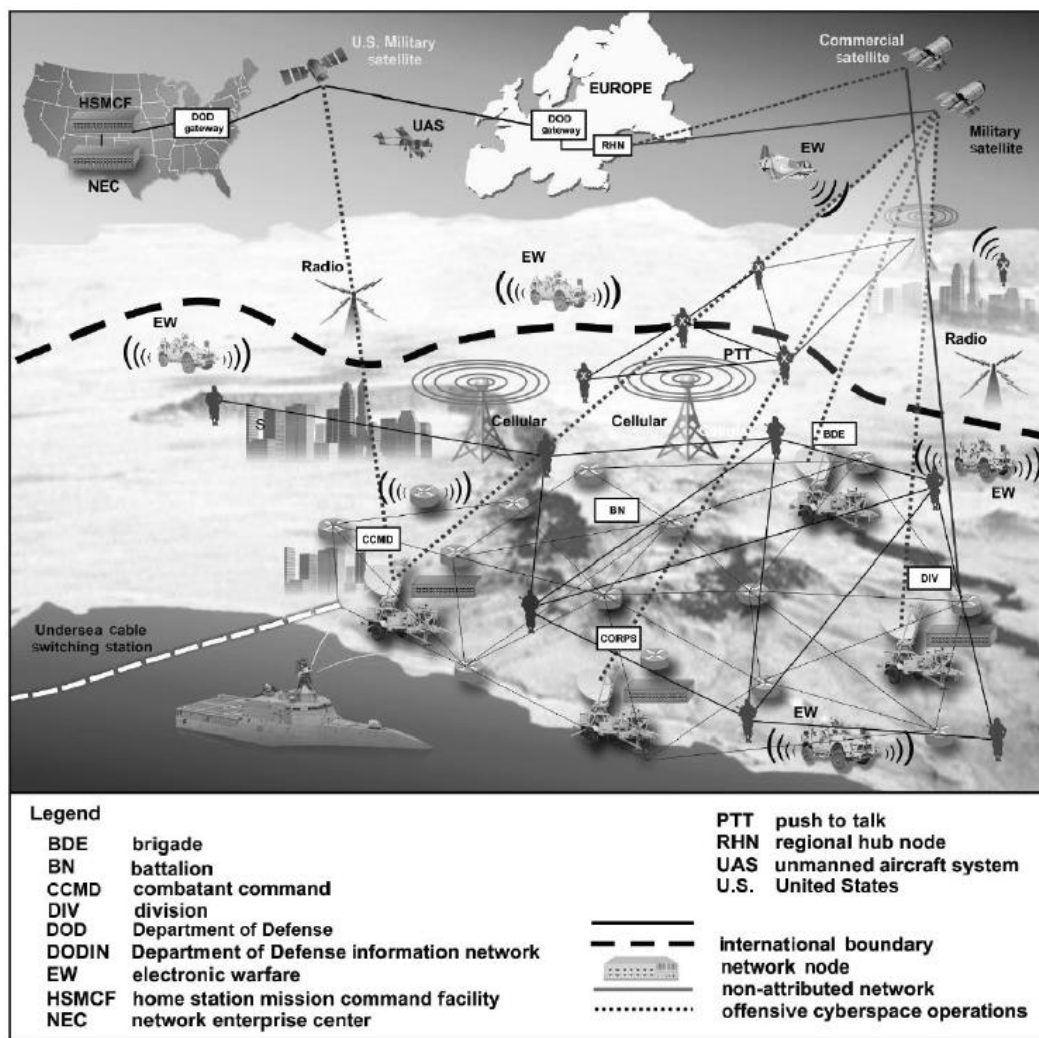 U.S. Military
satellite
Commercial
satellite
HSMCF
DOD
gateway
EUROPE
UAS
DOD
gateway
RHN
EW
Military
satellite
NEC
Radio
EW
EW
PTT
Radio
S
Cellular
Cellular
BDE
EW
BN
CCMD
DIV
Undersea cable
switching station
CORPS
EW
Legend
BDE brigade
BN battalion
CCMD combatant command
DIV division
DOD Department of Defense
DODIN Department of Defense information network
EW electronic warfare
HSMCF home station mission command facility
NEC network enterprise center
PTT push to talk
RHN regional hub node
UAS unmanned aircraft system
U.S. United States
international boundary
network node
non-attributed network
offensive cyberspace operations